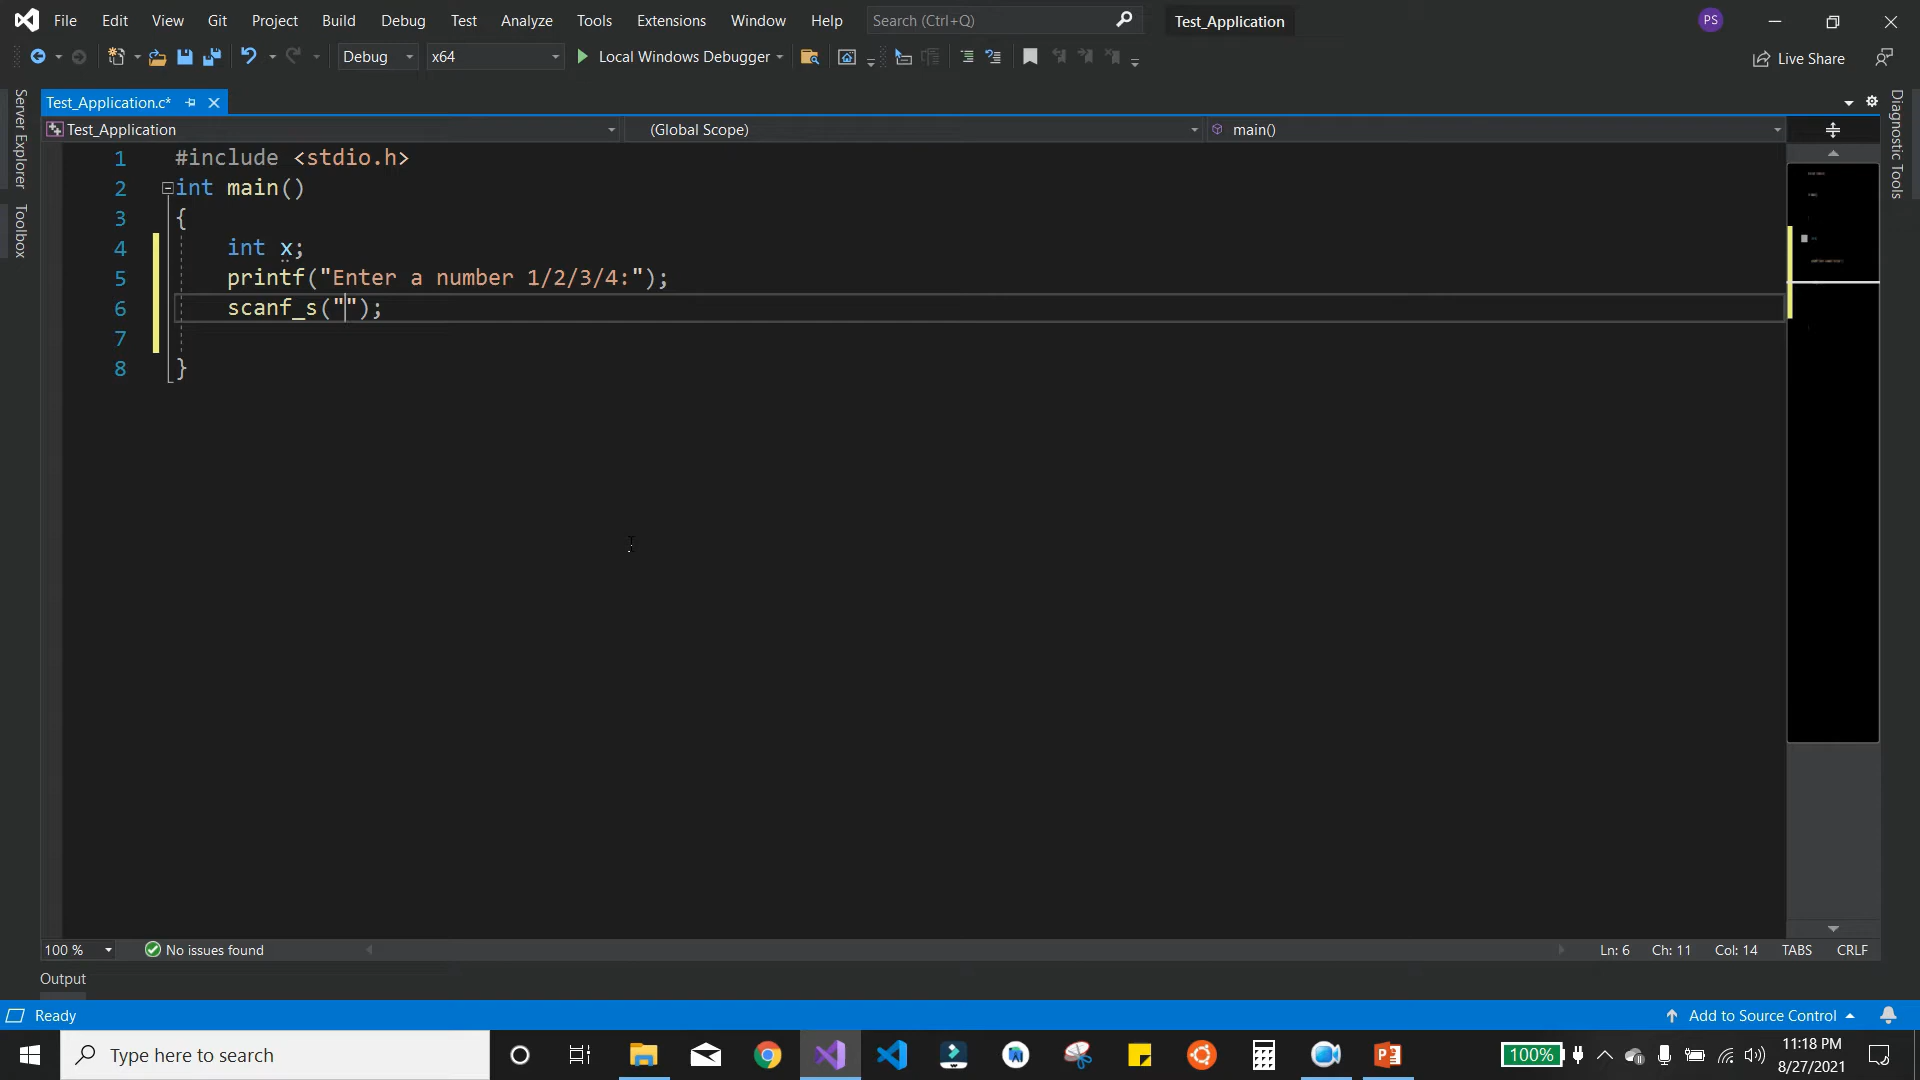 File Edit View Git Project Build Debug Test Analyze Tools Extensions Window Help Search (Ctrl+Q) Test_Application PS
Debug x64 Local Windows Debugger Live Share
Server Explorer
Toolbox
Test_Application.c*
Test_Application (Global Scope) main()
1 #include <stdio.h>
2 int main()
3 {
4 int x;
5 printf("Enter a number 1/2/3/4:");
6 scanf_s("");
7
8 }
Diagnostic Tools
100 % No issues found Ln: 6 Ch: 11 Col: 14 TABS CRLF
Output
Ready Add to Source Control
Type here to search 100% 11:18 PM
8/27/2021